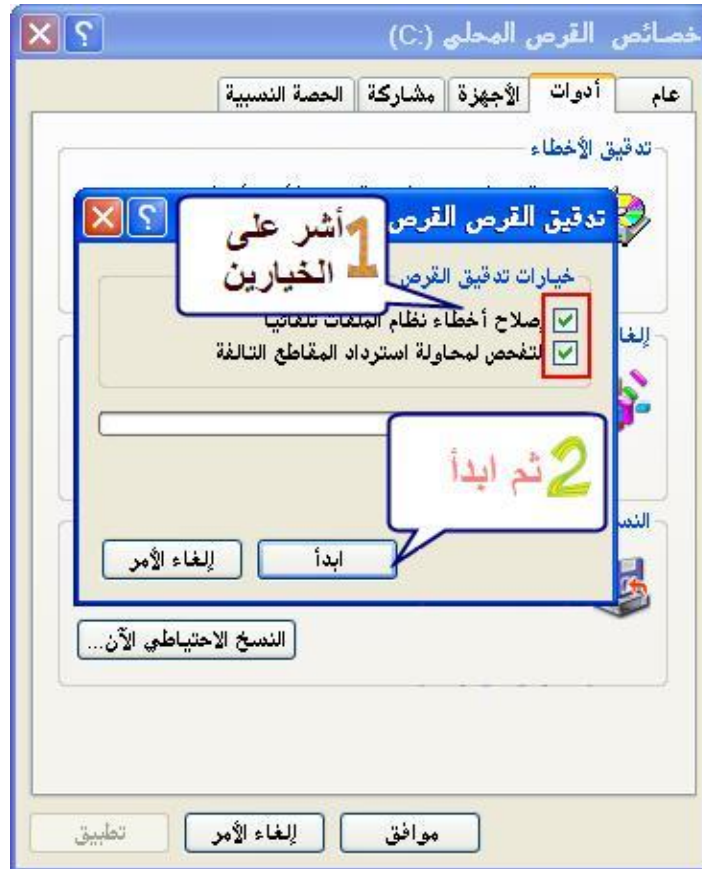 خصائص القرص المحلي (C:)
عام
أدوات
الأجهزة
مشاركة
الحصة النسبية
تدقيق الأخطاء
تدقيق القرص القرص
1 أشر على
الخيارين
خيارات تدقيق القرص
إصلاح أخطاء نظام الملفات تلقائيا
التفحص لمحاولة استرداد المقاطع التالفة
2 ثم ابدأ
ابدأ
إلغاء الأمر
النسخ الاحتياطي الآن...
موافق
إلغاء الأمر
تطبيق